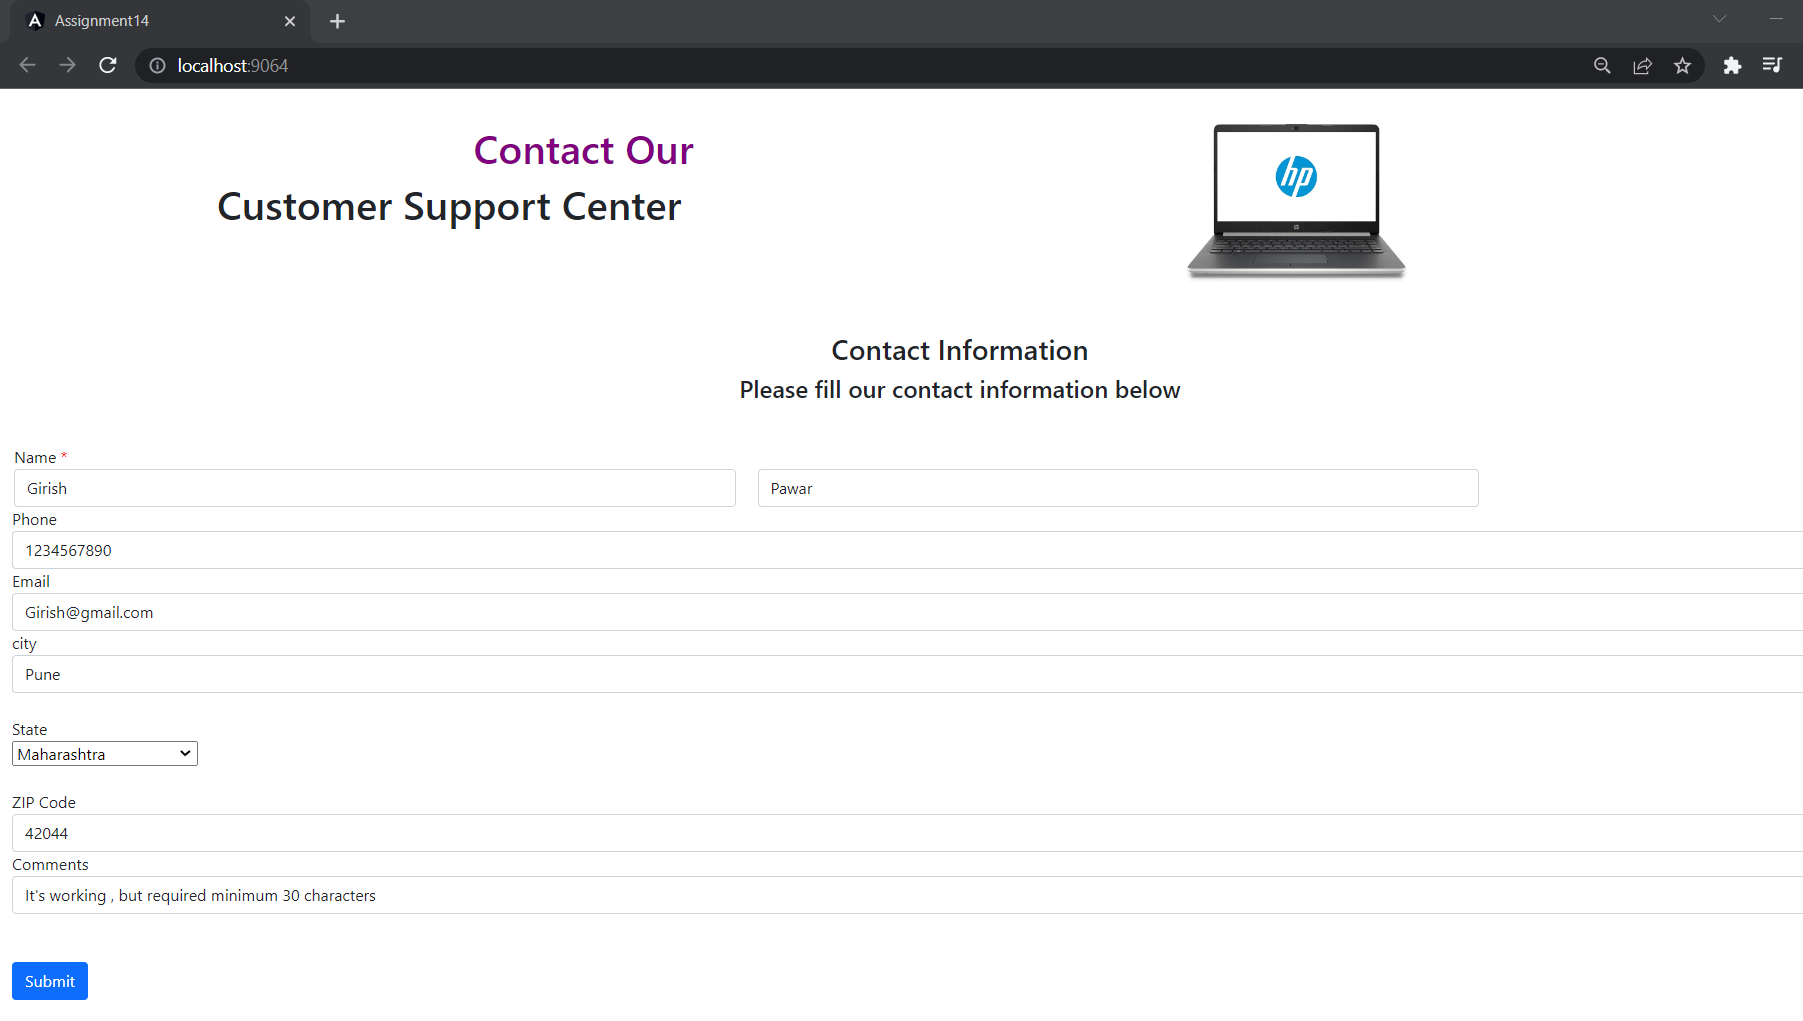 Assignment14
localhost:9064
Contact Our
Customer Support Center
hp
Contact Information
Please fill our contact information below
Name *
Girish Pawar
Phone
1234567890
Email
Girish@gmail.com
city
Pune
State
Maharashtra
ZIP Code
42044
Comments
It's working , but required minimum 30 characters
Submit